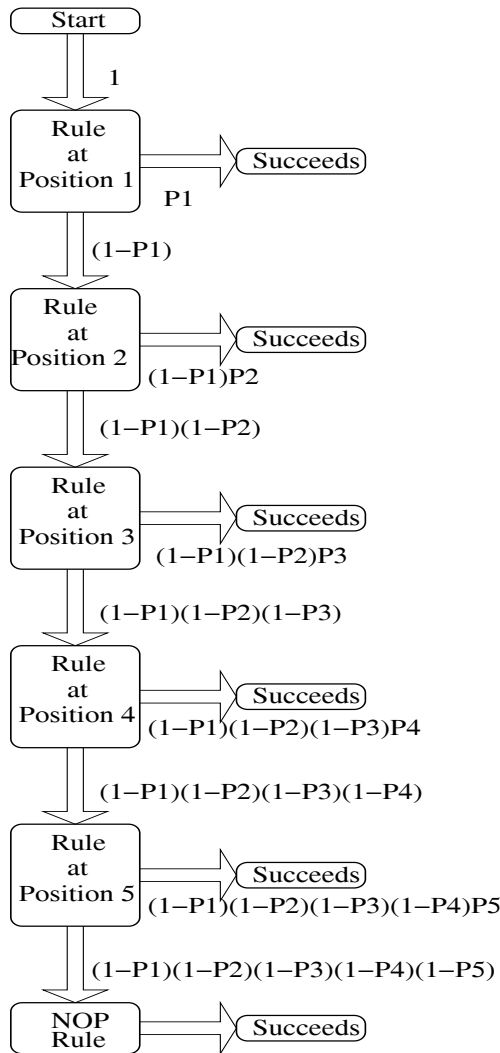 Start
1
Rule
at
Position 1
Succeeds
P1
(1−P1)
Rule
at
Position 2
Succeeds
(1−P1)P2
(1−P1)(1−P2)
Rule
at
Position 3
Succeeds
(1−P1)(1−P2)P3
(1−P1)(1−P2)(1−P3)
Rule
at
Position 4
Succeeds
(1−P1)(1−P2)(1−P3)P4
(1−P1)(1−P2)(1−P3)(1−P4)
Rule
at
Position 5
Succeeds
(1−P1)(1−P2)(1−P3)(1−P4)P5
(1−P1)(1−P2)(1−P3)(1−P4)(1−P5)
NOP
Rule
Succeeds